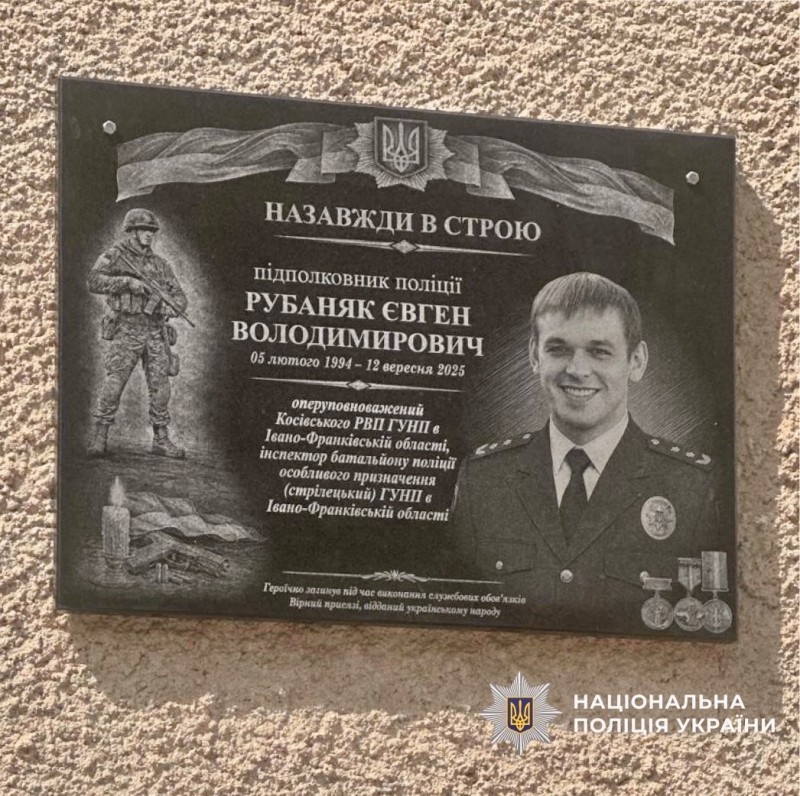 НАЗАВЖДИ В СТРОЮ
підполковник поліції
РУБАНЯК ЄВГЕН
ВОЛОДИМИРОВИЧ
05 лютого 1994 – 12 вересня 2025
оперуповноважений
Косівського РВП ГУНП в
Івано-Франківській області,
інспектор батальйону поліції
особливого призначення
(стрілецький) ГУНП в
Івано-Франківській області
Героїчно загинув під час виконання службових обов'язків
Вірний присязі, відданий українському народу
НАЦІОНАЛЬНА
ПОЛІЦІЯ УКРАЇНИ